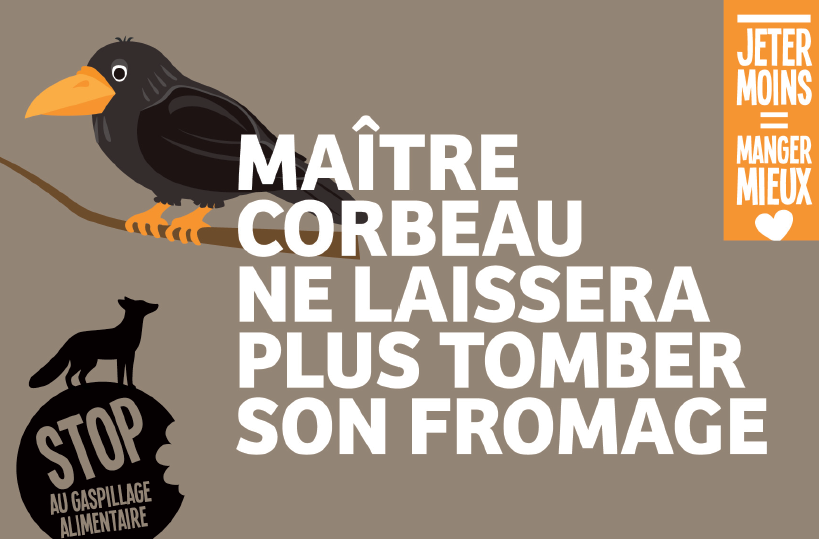 MAÎTRE
CORBEAU
NE LAISSERA
PLUS TOMBER
SON FROMAGE
JETER
MOINS
=
MANGER
MIEUX
STOP
AU GASPILLAGE
ALIMENTAIRE